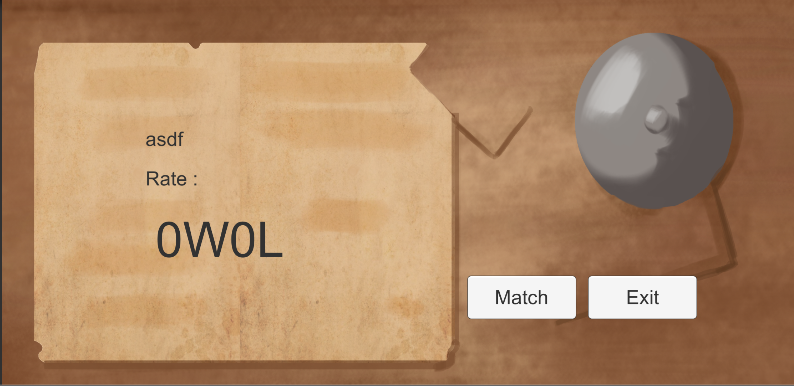 asdf
Rate :
0W0L
Match
Exit